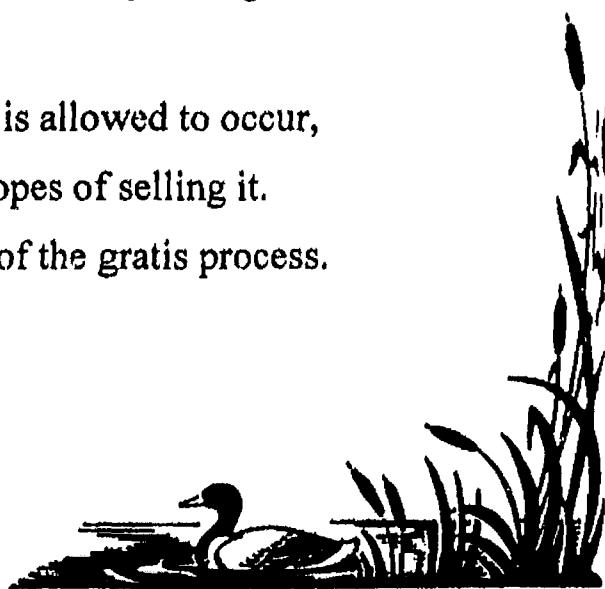 is allowed to occur,
opes of selling it.
of the gratis process.